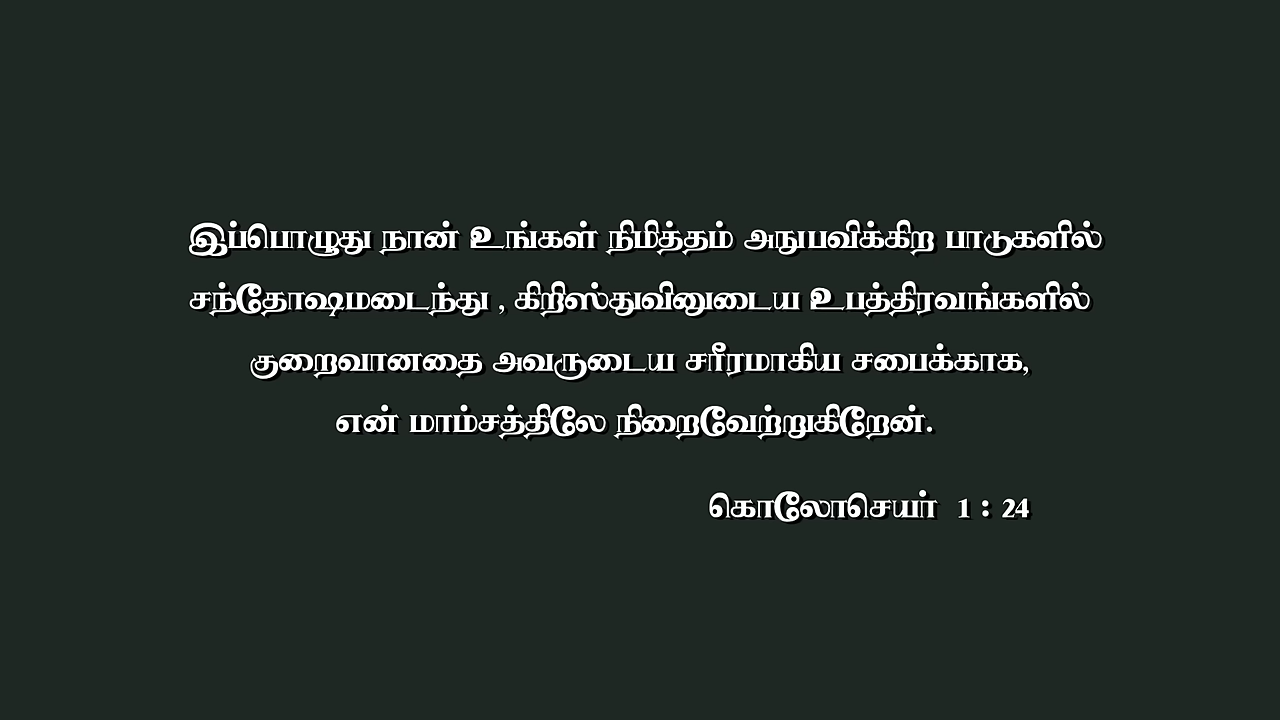 இப்பொழுது நான் உங்கள் நிமித்தம் அநுபவிக்கிற பாடுகளில்
சந்தோஷமடைந்து , கிறிஸ்துவினுடைய உபத்திரவங்களில்
குறைவானதை அவருடைய சரீரமாகிய சபைக்காக,
என் மாம்சத்திலே நிறைவேற்றுகிறேன்.
கொலோசெயர் 1 : 24